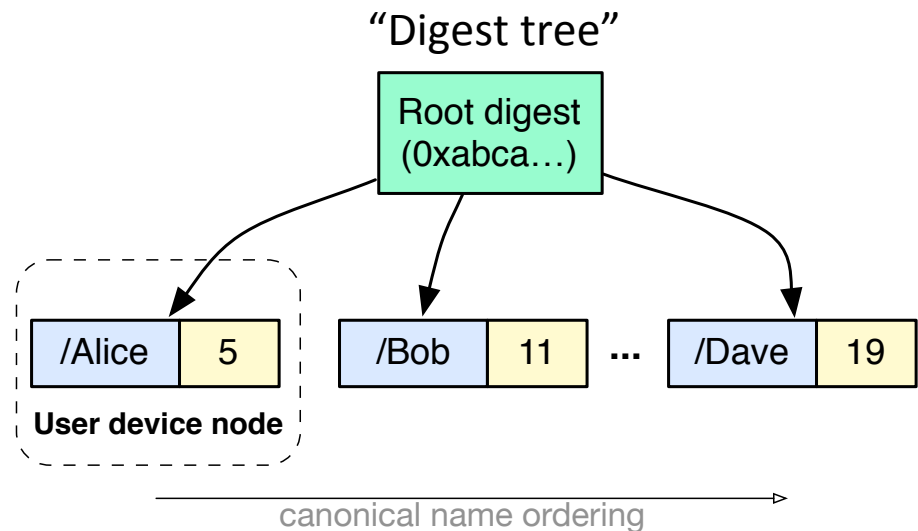 “Digest tree”
Root digest
(0xabca…)
/Alice 5 /Bob 11 ... /Dave 19
User device node
canonical name ordering